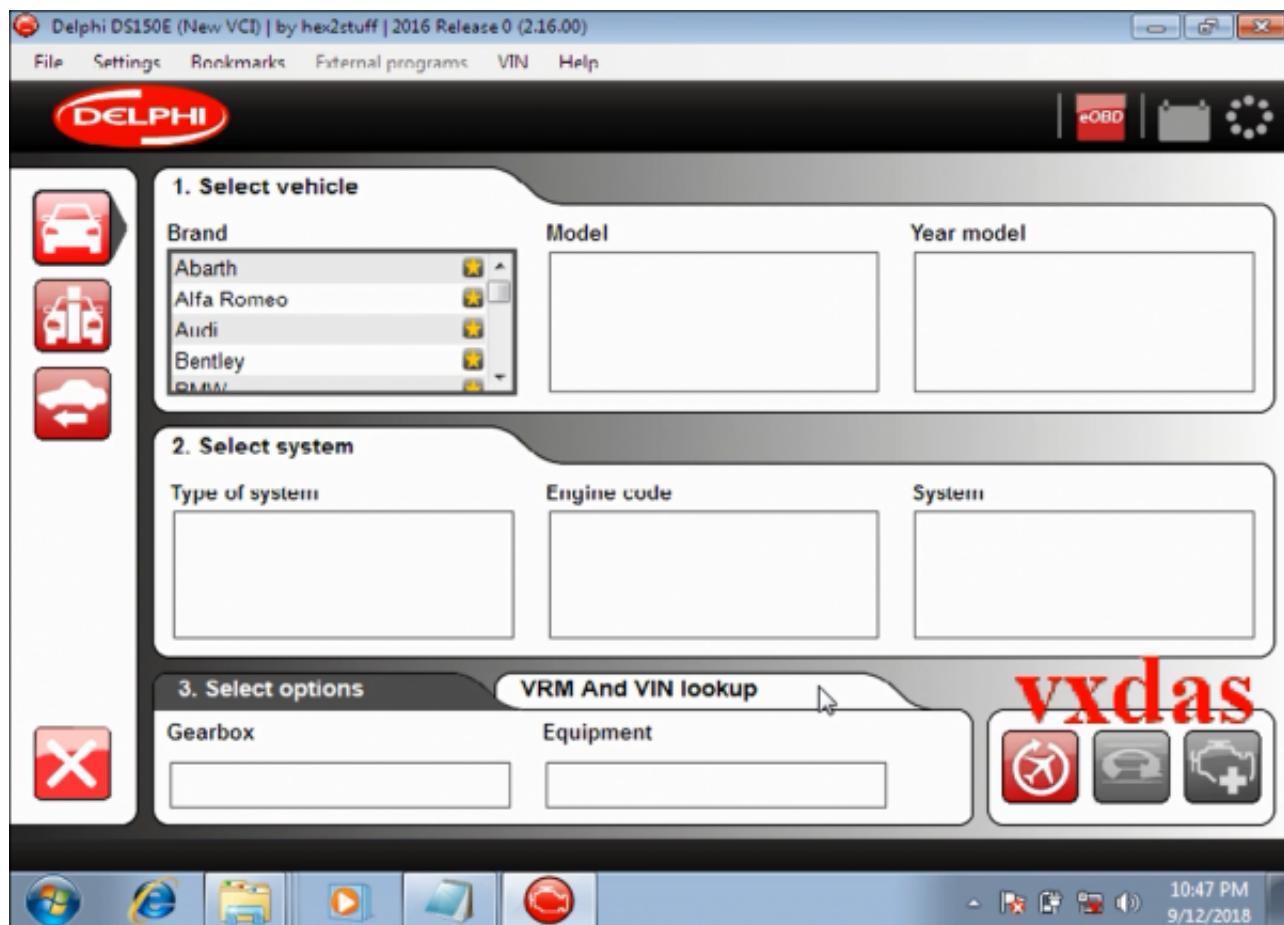 Delphi DS150E (New VCI) | by hex2stuff | 2016 Release 0 (2.16.00)
File Settings Bookmarks External programs VIN Help
DELPHI
eOBD
1. Select vehicle
Brand Model Year model
Abarth
Alfa Romeo
Audi
Bentley
BMW
2. Select system
Type of system Engine code System
3. Select options VRM And VIN lookup
vxdas
Gearbox Equipment
10:47 PM
9/12/2018